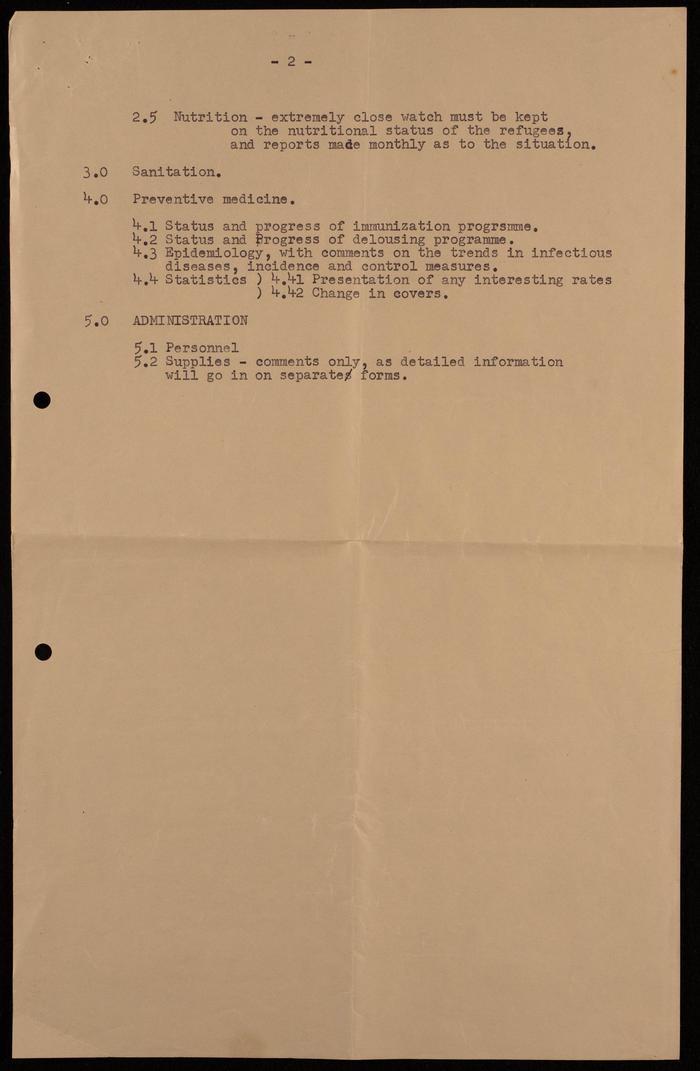 - 2 -
2.5 Nutrition - extremely close watch must be kept
on the nutritional status of the refugees,
and reports made monthly as to the situation.
3.0 Sanitation.
4.0 Preventive medicine.
4.1 Status and progress of immunization progrsmme.
4.2 Status and progress of delousing programme.
4.3 Epidemiology, with comments on the trends in infectious
diseases, incidence and control measures.
4.4 Statistics ) 4.41 Presentation of any interesting rates
) 4.42 Change in covers.
5.0 ADMINISTRATION
5.1 Personnel
5.2 Supplies - comments only, as detailed information
will go in on separate forms.